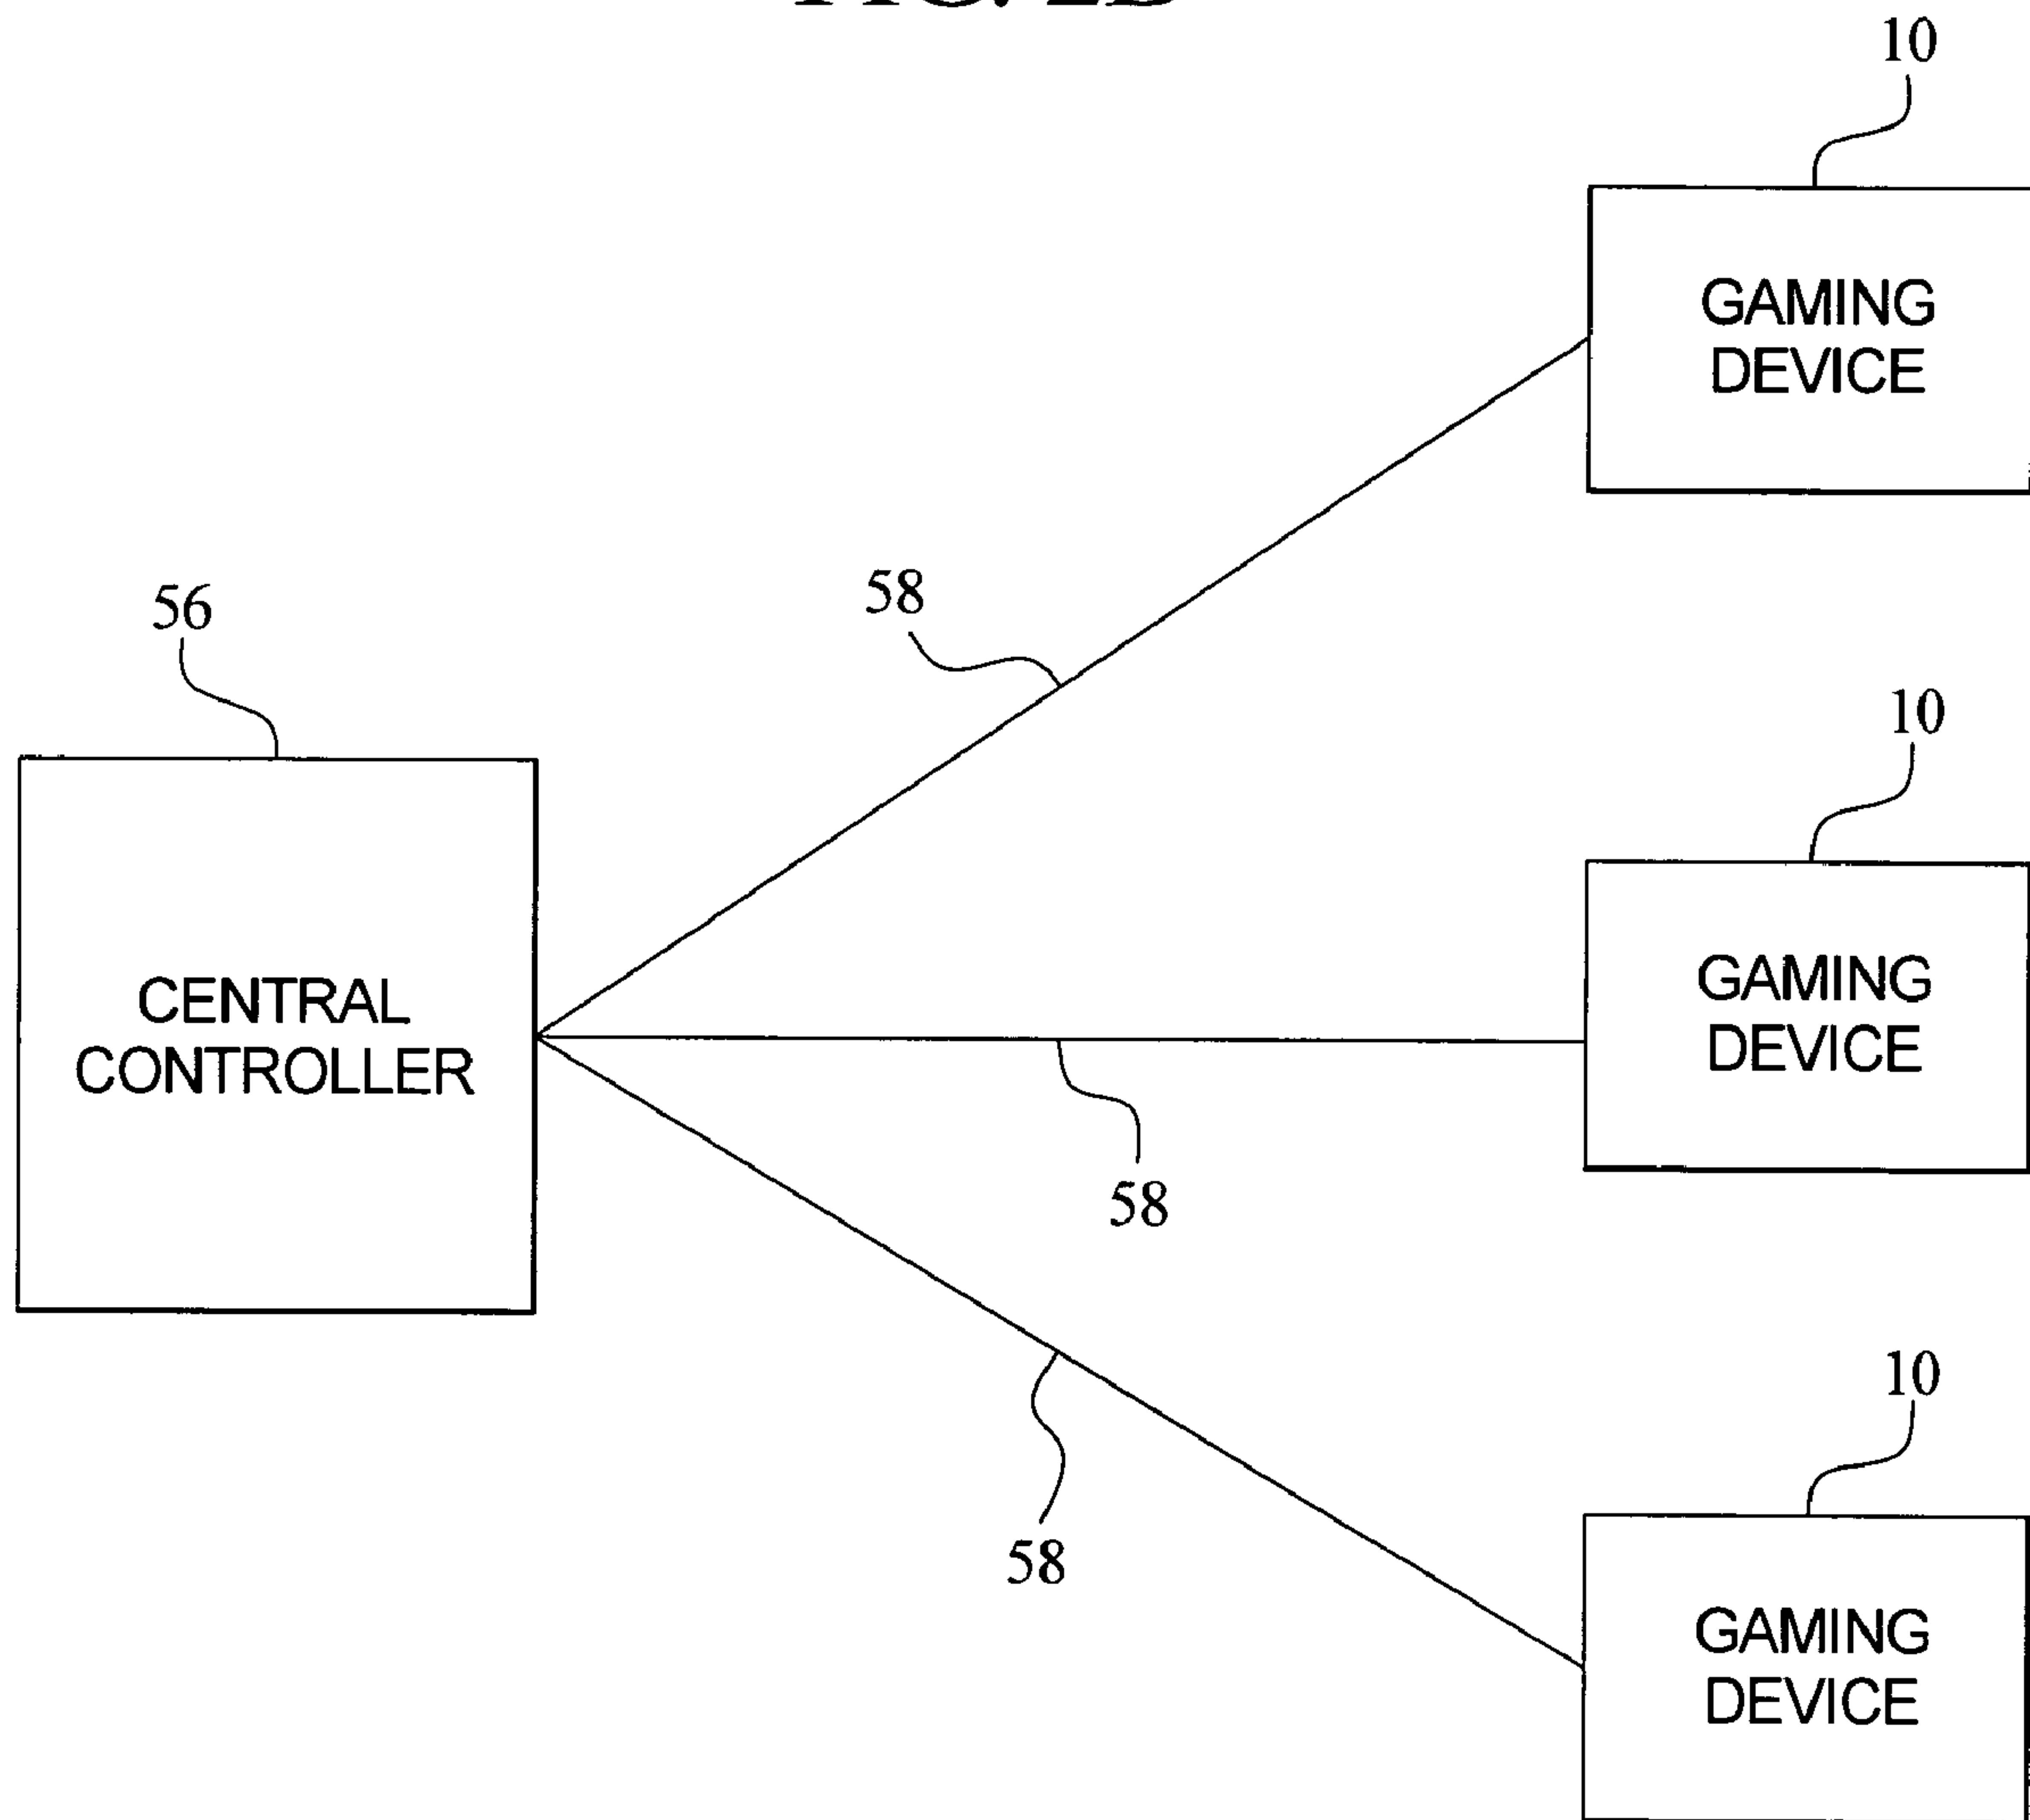 10
GAMING
DEVICE
58
56
10
CENTRAL
CONTROLLER
GAMING
DEVICE
58
10
58
GAMING
DEVICE